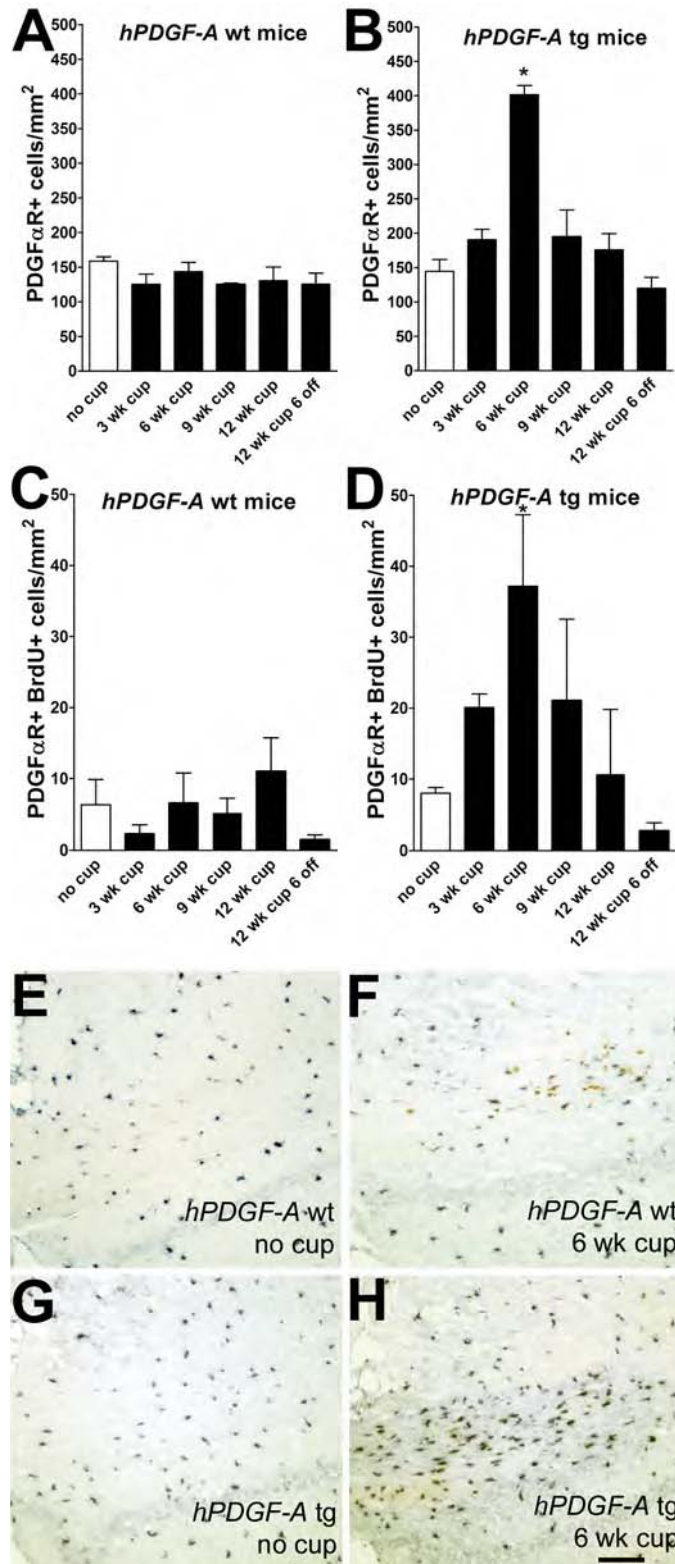 A
hPDGF-A wt mice
PDGFαR+ cells/mm²
500
450
400
350
300
250
200
150
100
50
0
no cup
3 wk cup
6 wk cup
9 wk cup
12 wk cup
12 wk cup 6 off
B
hPDGF-A tg mice
*
PDGFαR+ cells/mm²
500
450
400
350
300
250
200
150
100
50
0
no cup
3 wk cup
6 wk cup
9 wk cup
12 wk cup
12 wk cup 6 off
C
hPDGF-A wt mice
PDGFαR+ BrdU+ cells/mm²
50
40
30
20
10
0
no cup
3 wk cup
6 wk cup
9 wk cup
12 wk cup
12 wk cup 6 off
D
hPDGF-A tg mice
*
PDGFαR+ BrdU+ cells/mm²
50
40
30
20
10
0
no cup
3 wk cup
6 wk cup
9 wk cup
12 wk cup
12 wk cup 6 off
E
hPDGF-A wt
no cup
F
hPDGF-A wt
6 wk cup
G
hPDGF-A tg
no cup
H
hPDGF-A tg
6 wk cup